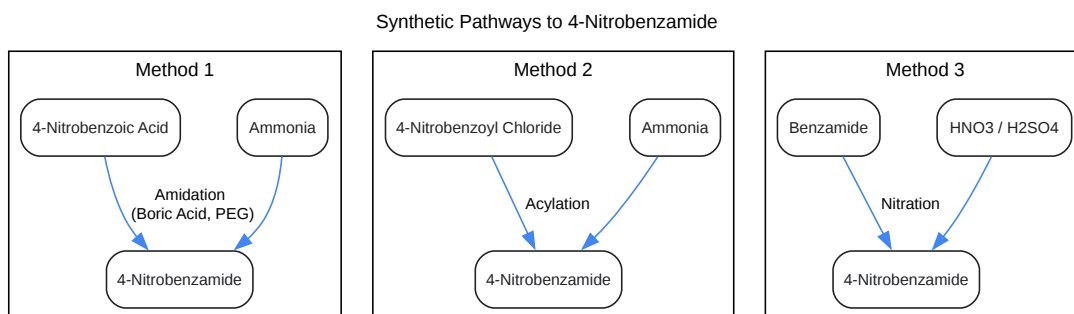 Synthetic Pathways to 4-Nitrobenzamide
Method 1
4-Nitrobenzoic Acid
Ammonia
Amidation
(Boric Acid, PEG)
4-Nitrobenzamide
Method 2
4-Nitrobenzoyl Chloride
Ammonia
Acylation
4-Nitrobenzamide
Method 3
Benzamide
HNO3 / H2SO4
Nitration
4-Nitrobenzamide